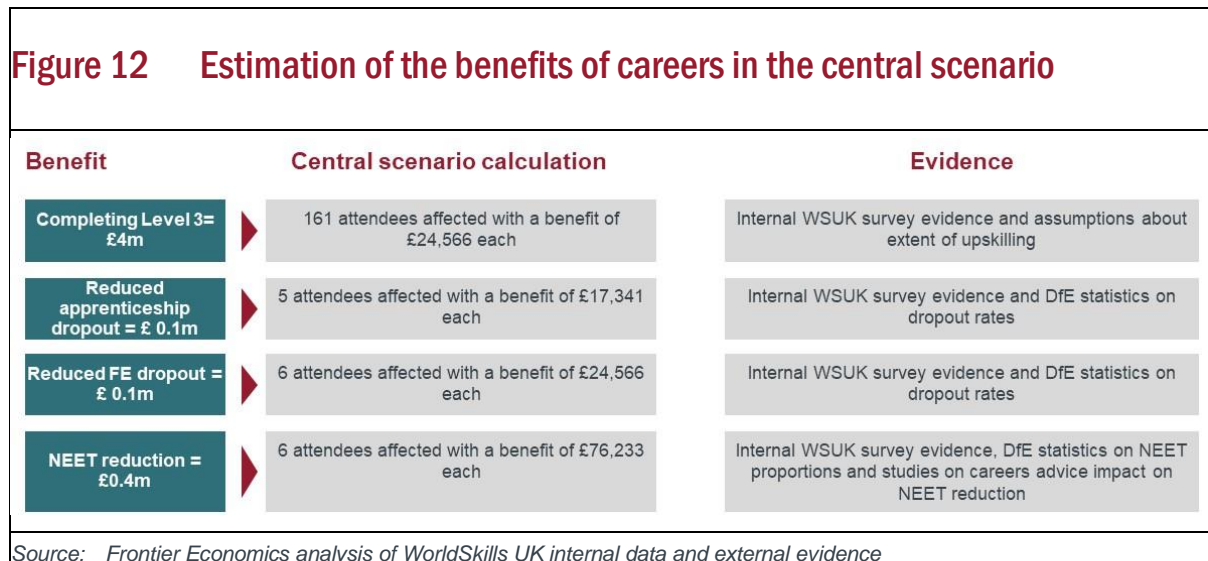 Figure 12 Estimation of the benefits of careers in the central scenario
Benefit
Central scenario calculation
Evidence
Completing Level 3=
£4m
161 attendees affected with a benefit of
£24,566 each
Internal WSUK survey evidence and assumptions about
extent of upskilling
Reduced
apprenticeship
dropout = £ 0.1m
5 attendees affected with a benefit of £17,341
each
Internal WSUK survey evidence and DfE statistics on
dropout rates
Reduced FE dropout =
£ 0.1m
6 attendees affected with a benefit of £24,566
each
Internal WSUK survey evidence and DfE statistics on
dropout rates
NEET reduction =
£0.4m
6 attendees affected with a benefit of £76,233
each
Internal WSUK survey evidence, DfE statistics on NEET
proportions and studies on careers advice impact on
NEET reduction
Source: Frontier Economics analysis of WorldSkills UK internal data and external evidence